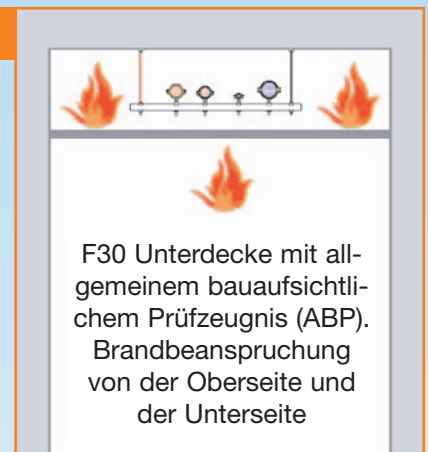 F30 Unterdecke mit all-
gemeinem bauaufsichtli-
chem Prüfzeugnis (ABP).
Brandbeanspruchung
von der Oberseite und
der Unterseite